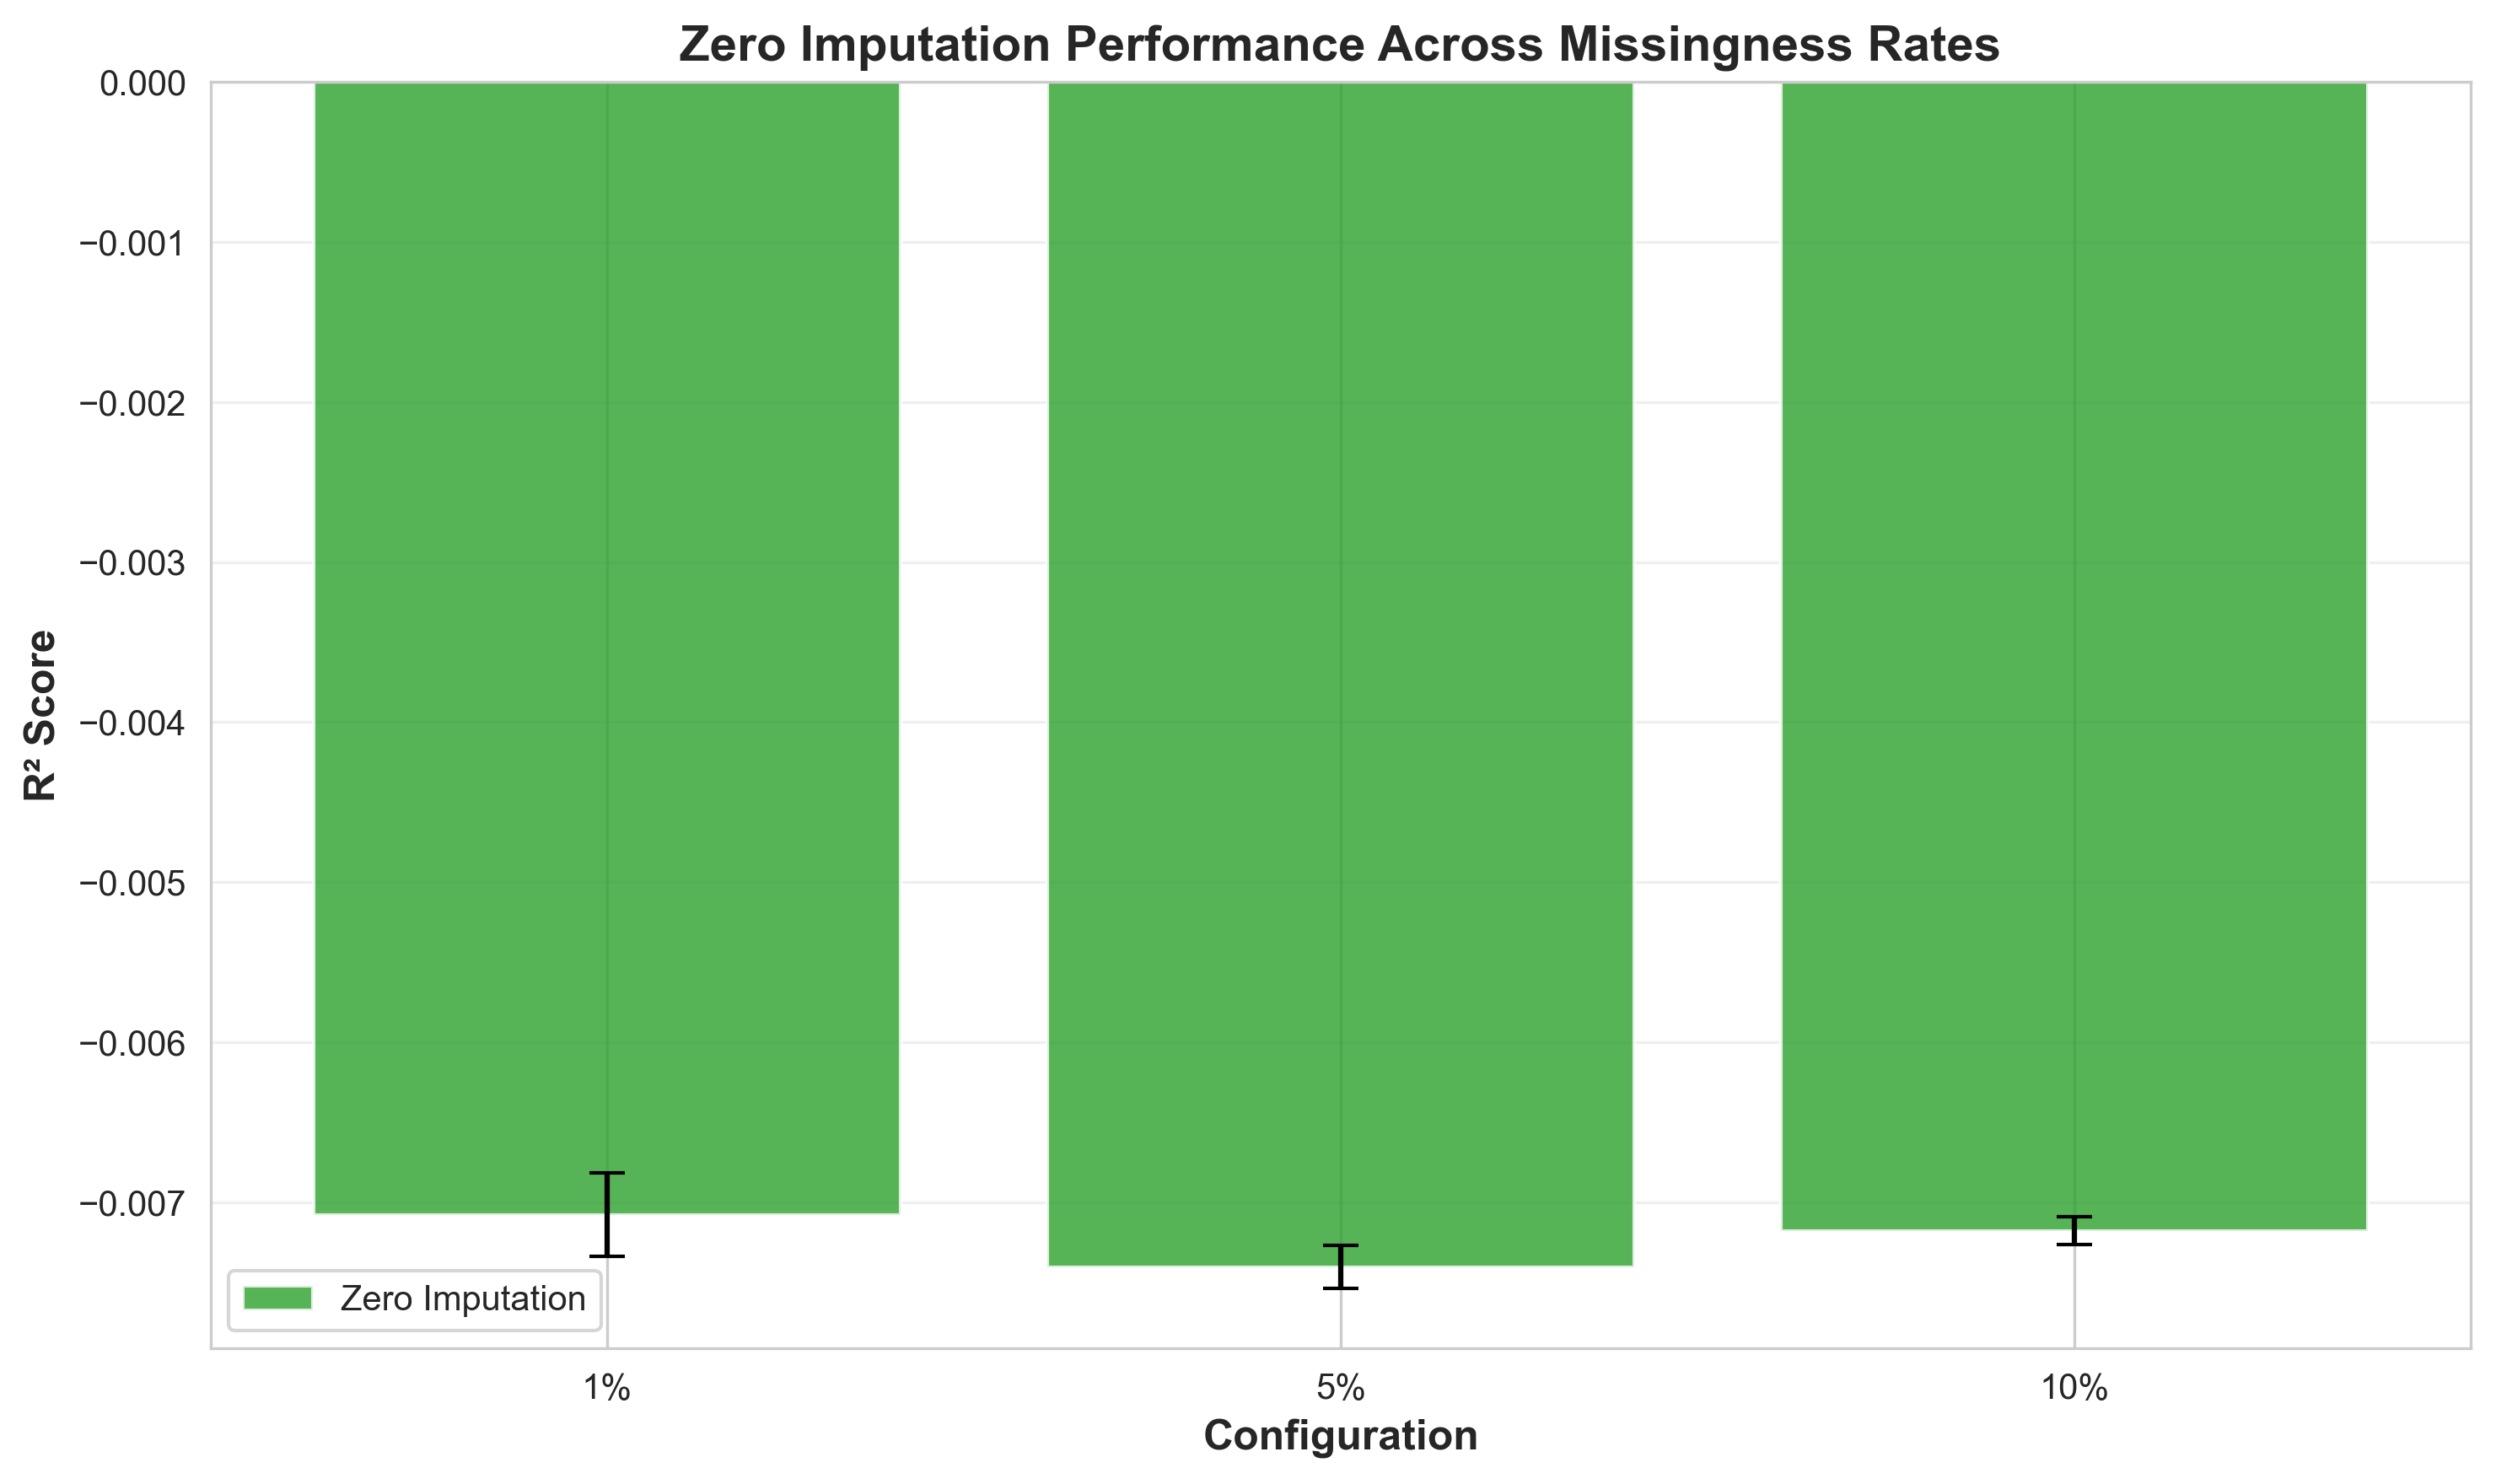 Zero Imputation Performance Across Missingness Rates
0.000
−0.001
−0.002
−0.003
−0.004
−0.005
−0.006
−0.007
R² Score
Zero Imputation
1%
5%
10%
Configuration